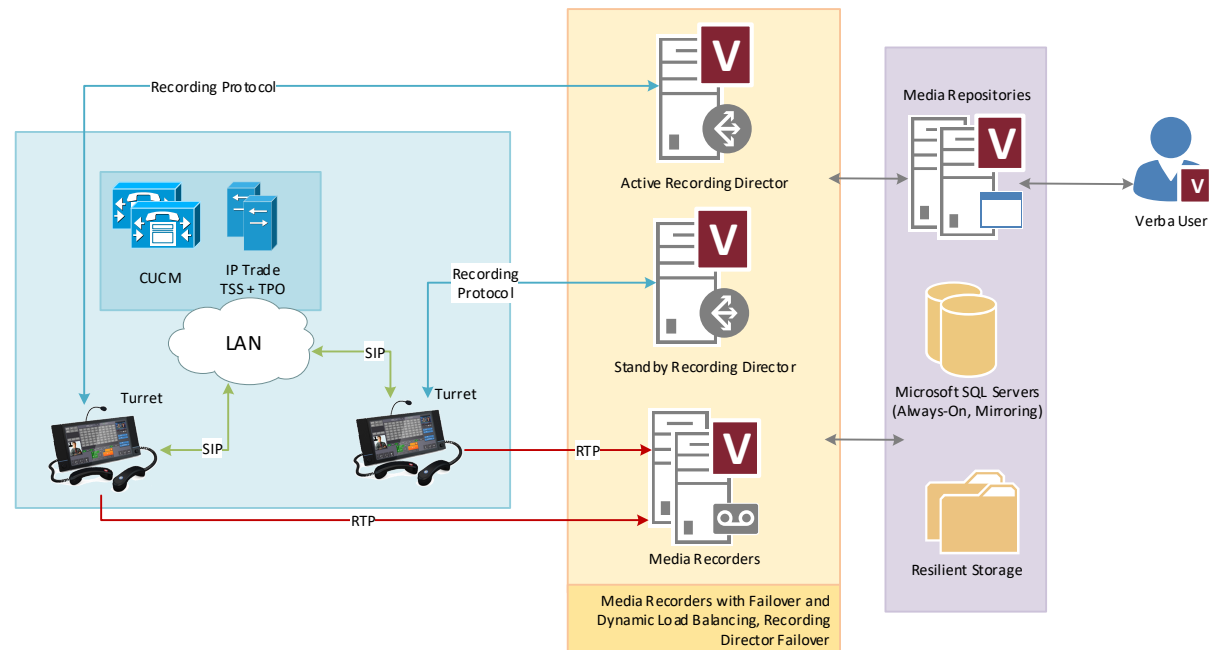 Recording Protocol
CUCM
IP Trade
TSS + TPO
LAN
SIP
Turret
SIP
Turret
Recording
Protocol
RTP
RTP
V
Active Recording Director
V
Standby Recording Director
V
Media Recorders
Media Recorders with Failover and
Dynamic Load Balancing, Recording
Director Failover
Media Repositories
V
Microsoft SQL Servers
(Always-On, Mirroring)
Resilient Storage
V
Verba User